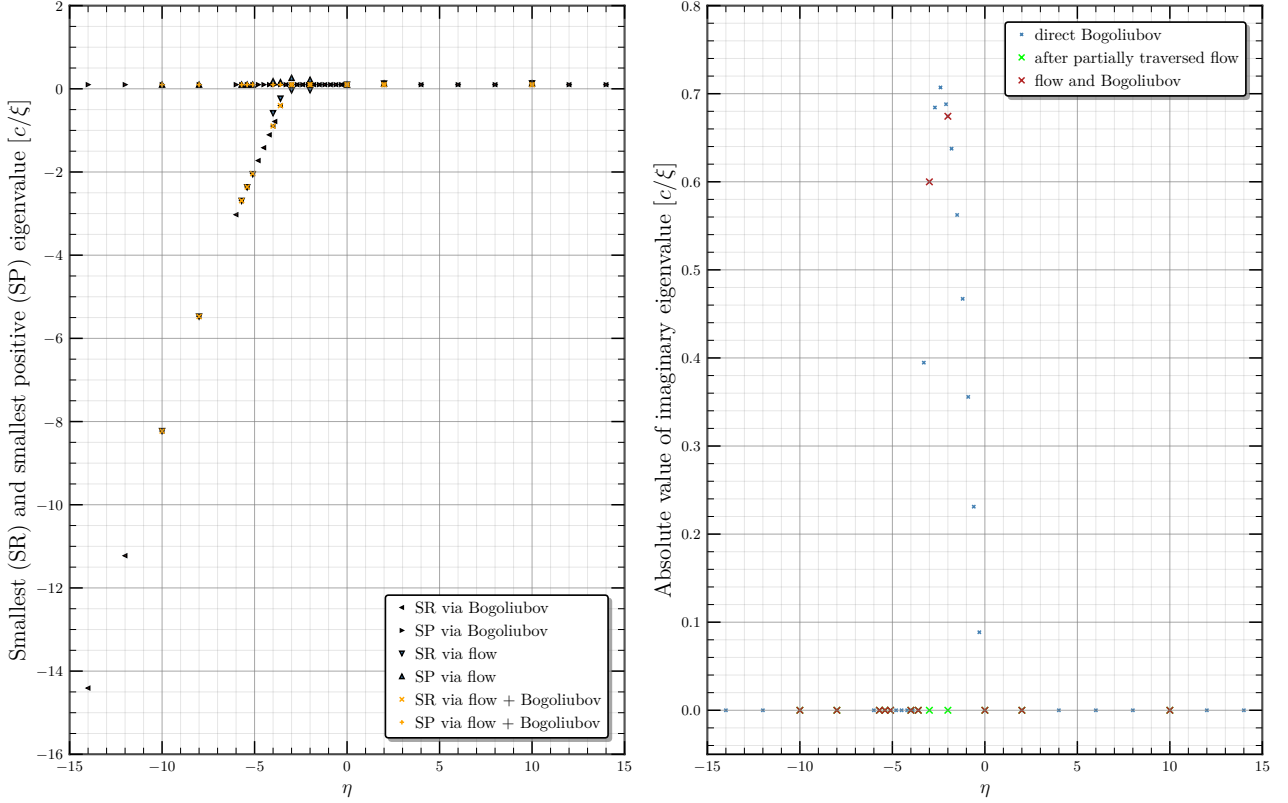 Smallest (SR) and smallest positive (SP) eigenvalue [c/ξ]
2
0
−2
−4
−6
−8
−10
−12
−14
−16
−15
−10
−5
0
5
10
15
η
SR via Bogoliubov
SP via Bogoliubov
SR via flow
SP via flow
SR via flow + Bogoliubov
SP via flow + Bogoliubov
Absolute value of imaginary eigenvalue [c/ξ]
0.8
0.7
0.6
0.5
0.4
0.3
0.2
0.1
0.0
−15
−10
−5
0
5
10
15
η
direct Bogoliubov
after partially traversed flow
flow and Bogoliubov